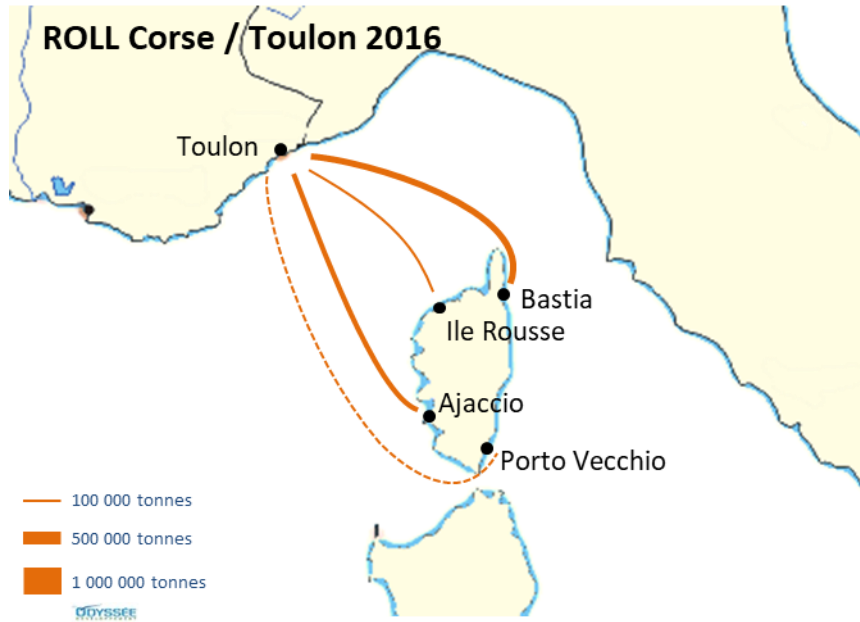 ROLL Corse / Toulon 2016
Toulon
Bastia
Ile Rousse
Ajaccio
Porto Vecchio
100 000 tonnes
500 000 tonnes
1 000 000 tonnes
ODYSSÉE